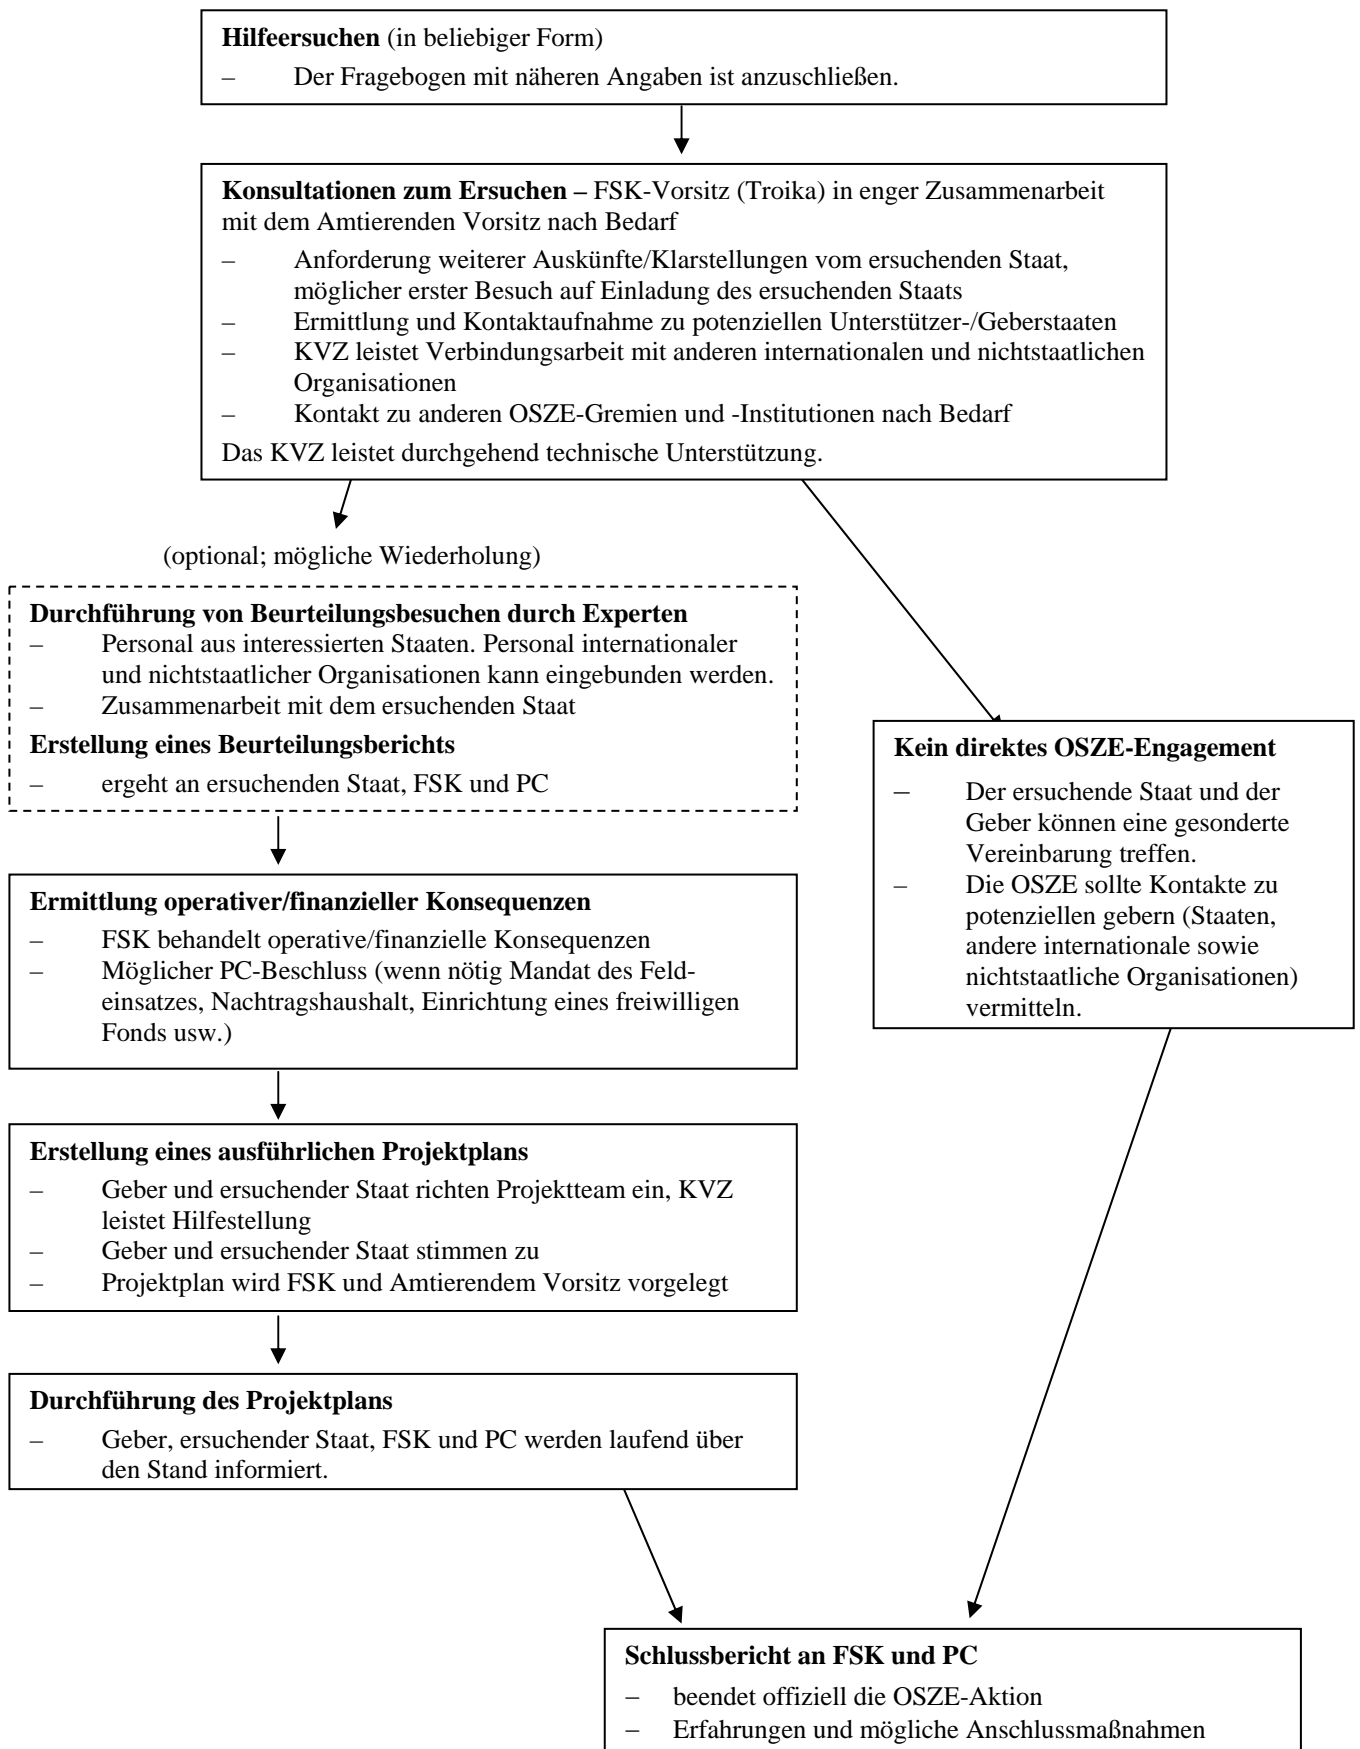 Hilfeersuchen (in beliebiger Form)
– Der Fragebogen mit näheren Angaben ist anzuschließen.
Konsultationen zum Ersuchen – FSK-Vorsitz (Troika) in enger Zusammenarbeit
mit dem Amtierenden Vorsitz nach Bedarf
– Anforderung weiterer Auskünfte/Klarstellungen vom ersuchenden Staat,
möglicher erster Besuch auf Einladung des ersuchenden Staats
– Ermittlung und Kontaktaufnahme zu potenziellen Unterstützer-/Geberstaaten
– KVZ leistet Verbindungsarbeit mit anderen internationalen und nichtstaatlichen
Organisationen
– Kontakt zu anderen OSZE-Gremien und -Institutionen nach Bedarf
Das KVZ leistet durchgehend technische Unterstützung.
(optional; mögliche Wiederholung)
Durchführung von Beurteilungsbesuchen durch Experten
– Personal aus interessierten Staaten. Personal internationaler
und nichtstaatlicher Organisationen kann eingebunden werden.
– Zusammenarbeit mit dem ersuchenden Staat
Erstellung eines Beurteilungsberichts
– ergeht an ersuchenden Staat, FSK und PC
Kein direktes OSZE-Engagement
– Der ersuchende Staat und der
Geber können eine gesonderte
Vereinbarung treffen.
– Die OSZE sollte Kontakte zu
potenziellen gebern (Staaten,
andere internationale sowie
nichtstaatliche Organisationen)
vermitteln.
Ermittlung operativer/finanzieller Konsequenzen
– FSK behandelt operative/finanzielle Konsequenzen
– Möglicher PC-Beschluss (wenn nötig Mandat des Feld-
einsatzes, Nachtragshaushalt, Einrichtung eines freiwilligen
Fonds usw.)
Erstellung eines ausführlichen Projektplans
– Geber und ersuchender Staat richten Projektteam ein, KVZ
leistet Hilfestellung
– Geber und ersuchender Staat stimmen zu
– Projektplan wird FSK und Amtierendem Vorsitz vorgelegt
Durchführung des Projektplans
– Geber, ersuchender Staat, FSK und PC werden laufend über
den Stand informiert.
Schlussbericht an FSK und PC
– beendet offiziell die OSZE-Aktion
– Erfahrungen und mögliche Anschlussmaßnahmen